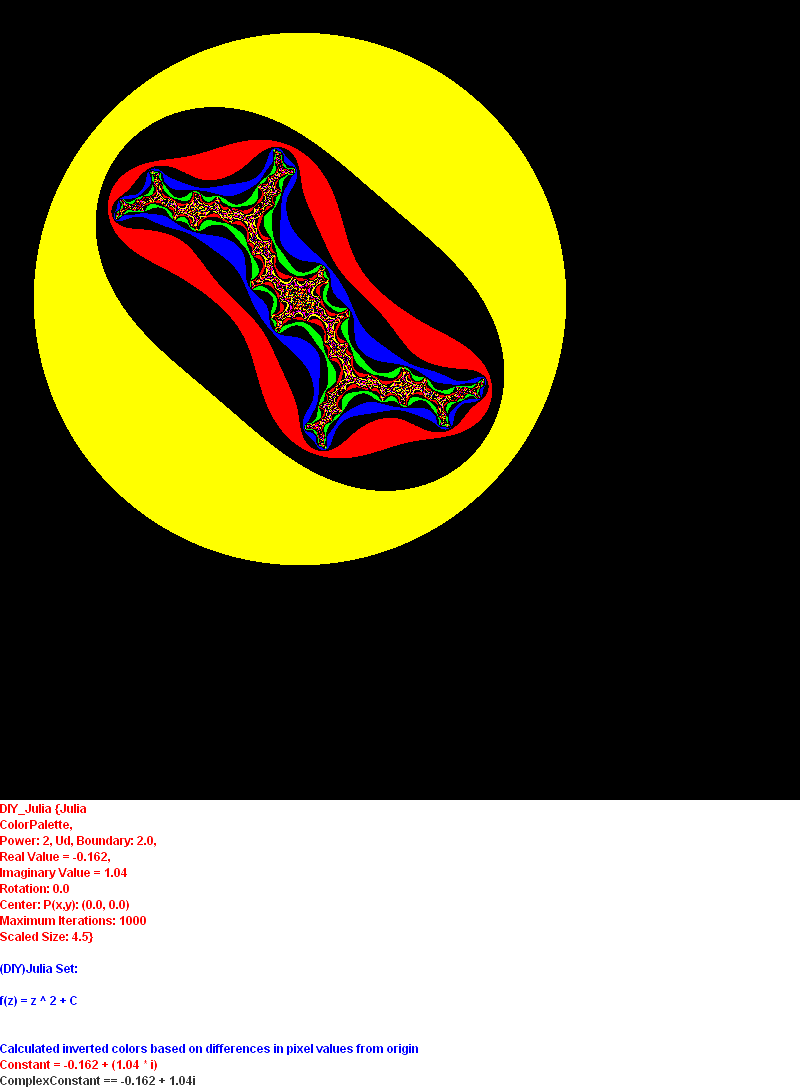 DIY_Julia {Julia
ColorPalette,
Power: 2, Ud, Boundary: 2.0,
Real Value = -0.162,
Imaginary Value = 1.04
Rotation: 0.0
Center: P(x,y): (0.0, 0.0)
Maximum Iterations: 1000
Scaled Size: 4.5}
(DIY)Julia Set:
f(z) = z ^ 2 + C
Calculated inverted colors based on differences in pixel values from origin
Constant = -0.162 + (1.04 * i)
ComplexConstant == -0.162 + 1.04i